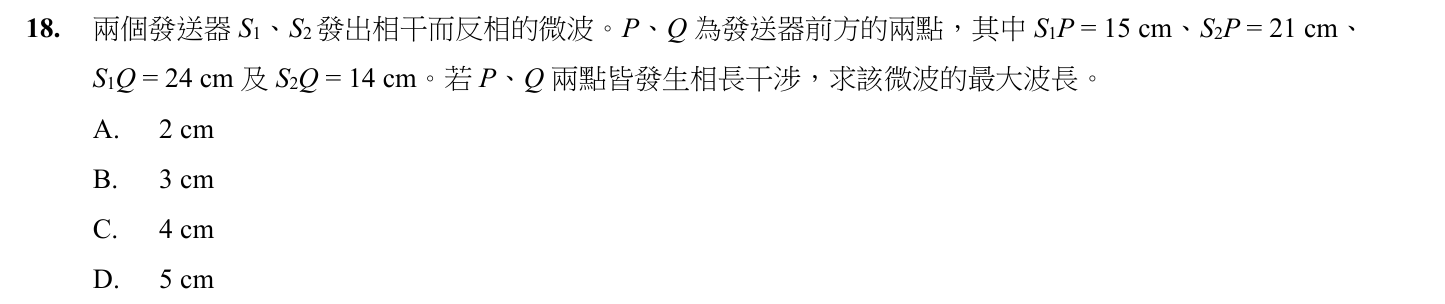 18. 兩個發送器 S₁、S₂ 發出相干而反相的微波。P、Q 為發送器前方的兩點，其中 S₁P = 15 cm、S₂P = 21 cm、
S₁Q = 24 cm 及 S₂Q = 14 cm。若 P、Q 兩點皆發生相長干涉，求該微波的最大波長。
A. 2 cm
B. 3 cm
C. 4 cm
D. 5 cm